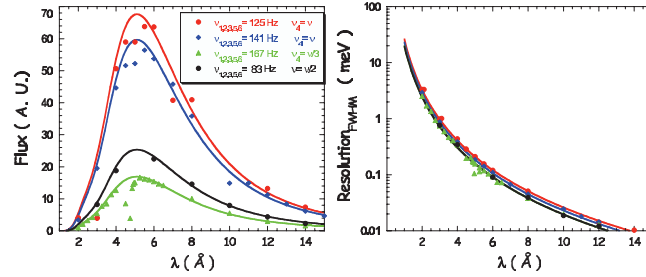 Flux( A. U.)
70
60
50
40
30
20
10
0
ν1,2,3,5,6= 125 Hz ν4= ν
ν1,2,3,5,6= 141 Hz ν4= ν
ν1,2,3,5,6= 167 Hz ν4= ν/3
ν1,2,3,5,6= 83 Hz ν= ν/2
2 4 6 8 10 12 14
λ ( Å )
Resolution FWHM ( meV )
100
10
1
0.1
0.01
2 4 6 8 10 12 14
λ ( Å )